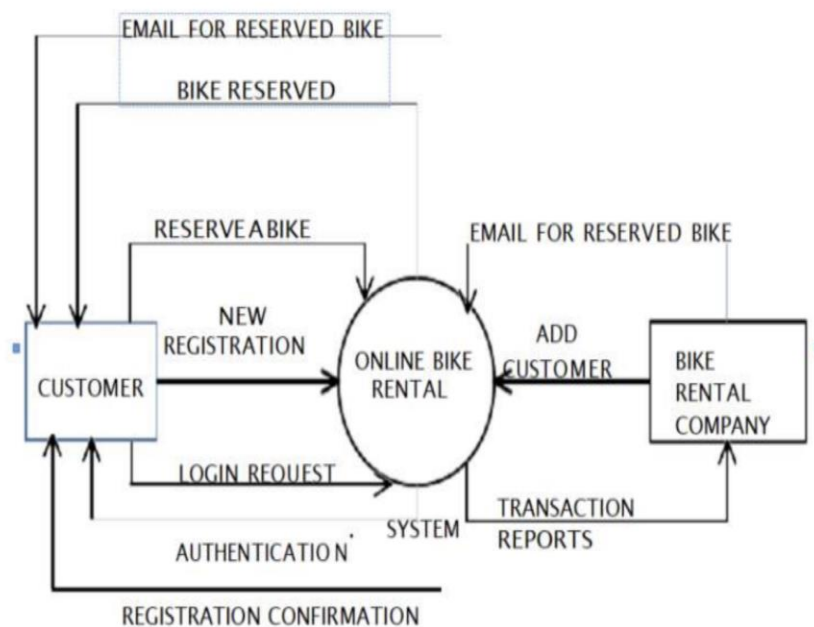 EMAIL FOR RESERVED BIKE
BIKE RESERVED
RESERVE A BIKE
EMAIL FOR RESERVED BIKE
NEW
REGISTRATION
ADD
CUSTOMER
ONLINE BIKE
RENTAL
CUSTOMER
BIKE
RENTAL
COMPANY
LOGIN REQUEST
SYSTEM
TRANSACTION
REPORTS
AUTHENTICATION
REGISTRATION CONFIRMATION